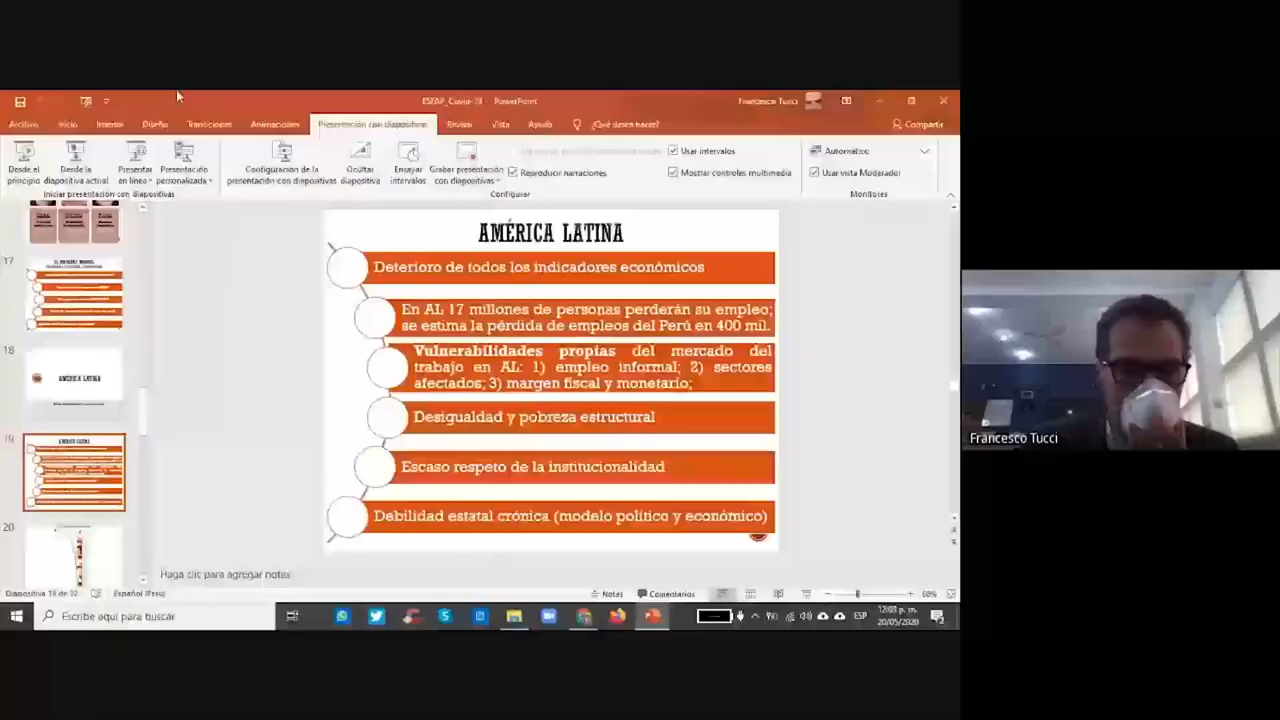 ESFAP_Covid-19 - PowerPoint
Francesco Tucci
Archivo Inicio Insertar Diseño Transiciones Animaciones Presentación con diapositivas Revisar Vista Ayuda ¿Qué desea hacer? Compartir
Desde el principio
Desde la diapositiva actual
Presentar en línea
Presentación personalizada
Iniciar presentación con diapositivas
Configuración de la presentación con diapositivas
Ocultar diapositiva
Ensayar intervalos
Grabar presentación con diapositivas
Reproducir narraciones
Usar intervalos
Mostrar controles multimedia
Configurar
Automático
Usar vista Moderador
Monitores
17
18
AMÉRICA LATINA
19
20
AMÉRICA LATINA
Deterioro de todos los indicadores económicos
En AL 17 millones de personas perderán su empleo;
se estima la pérdida de empleos del Perú en 400 mil.
Vulnerabilidades propias del mercado del
trabajo en AL: 1) empleo informal; 2) sectores
afectados; 3) margen fiscal y monetario;
Desigualdad y pobreza estructural
Escaso respeto de la institucionalidad
Debilidad estatal crónica (modelo político y económico)
Haga clic para agregar notas
Diapositiva 19 de 32 Español (Perú) Notas Comentarios 68%
Escribe aquí para buscar
ESP
12:03 p. m.
20/05/2020
Francesco Tucci